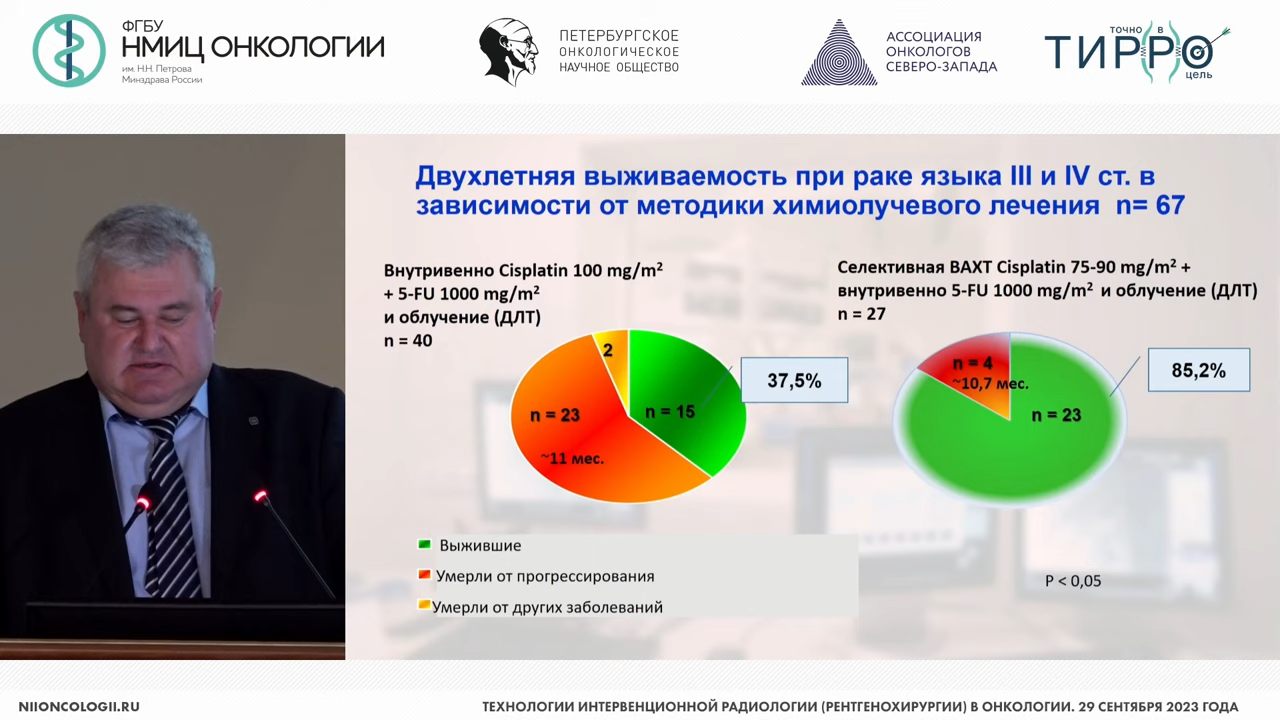 ФГБУ
НМИЦ ОНКОЛОГИИ
им. Н.Н. Петрова
Минздрава России
ПЕТЕРБУРГСКОЕ
ОНКОЛОГИЧЕСКОЕ
НАУЧНОЕ ОБЩЕСТВО
АССОЦИАЦИЯ
ОНКОЛОГОВ
СЕВЕРО-ЗАПАДА
точно в
ТИРРО
цель
Двухлетняя выживаемость при раке языка III и IV ст. в
зависимости от методики химиолучевого лечения n= 67
Внутривенно Cisplatin 100 mg/m²
+ 5-FU 1000 mg/m²
и облучение (ДЛТ)
n = 40
2
n = 23
n = 15
~11 мес.
37,5%
Селективная ВАХТ Cisplatin 75-90 mg/m² +
внутривенно 5-FU 1000 mg/m² и облучение (ДЛТ)
n = 27
n = 4
~10,7 мес.
n = 23
85,2%
Выжившие
Умерли от прогрессирования
Умерли от других заболеваний
P < 0,05
NIIONCOLOGII.RU
ТЕХНОЛОГИИ ИНТЕРВЕНЦИОННОЙ РАДИОЛОГИИ (РЕНТГЕНОХИРУРГИИ) В ОНКОЛОГИИ. 29 СЕНТЯБРЯ 2023 ГОДА